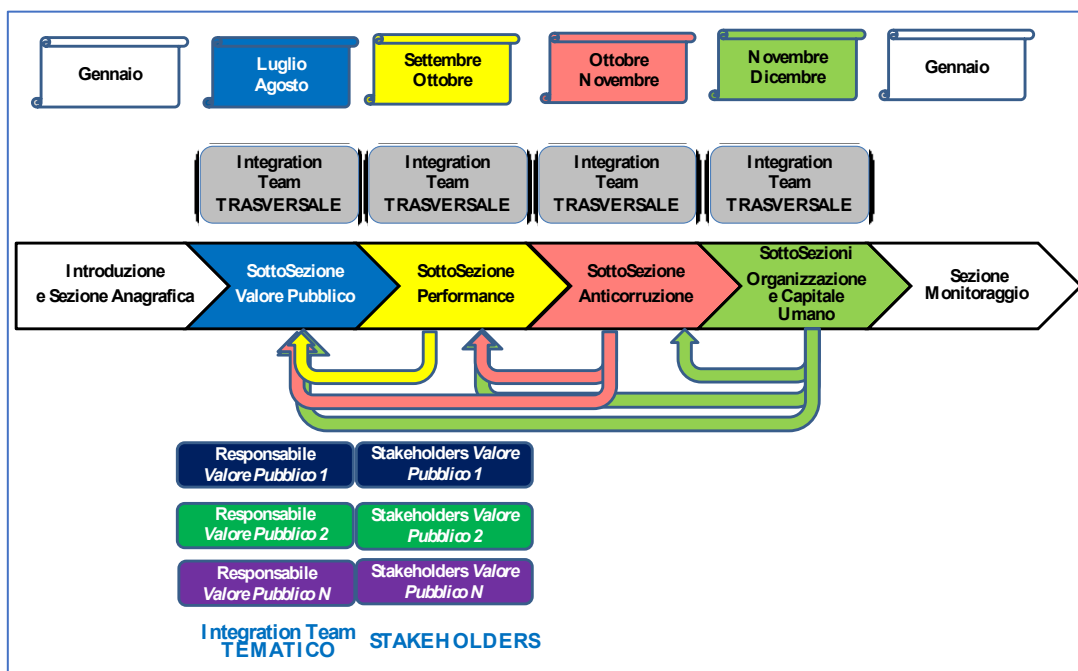 Gennaio
Luglio
Agosto
Settembre
Ottobre
Ottobre
Novembre
Novembre
Dicembre
Gennaio
Integration
Team
TRASVERSALE
Integration
Team
TRASVERSALE
Integration
Team
TRASVERSALE
Integration
Team
TRASVERSALE
Introduzione
e Sezione Anagrafica
SottoSezione
Valore Pubblico
SottoSezione
Performance
SottoSezione
Anticorruzione
SottoSezioni
Organizzazione
e Capitale
Umano
Sezione
Monitoraggio
Responsabile
Valore Pubblico 1
Stakeholders Valore
Pubblico 1
Responsabile
Valore Pubblico 2
Stakeholders Valore
Pubblico 2
Responsabile
Valore Pubblico N
Stakeholders Valore
Pubblico N
Integration Team
TEMATICO
STAKEHOLDERS